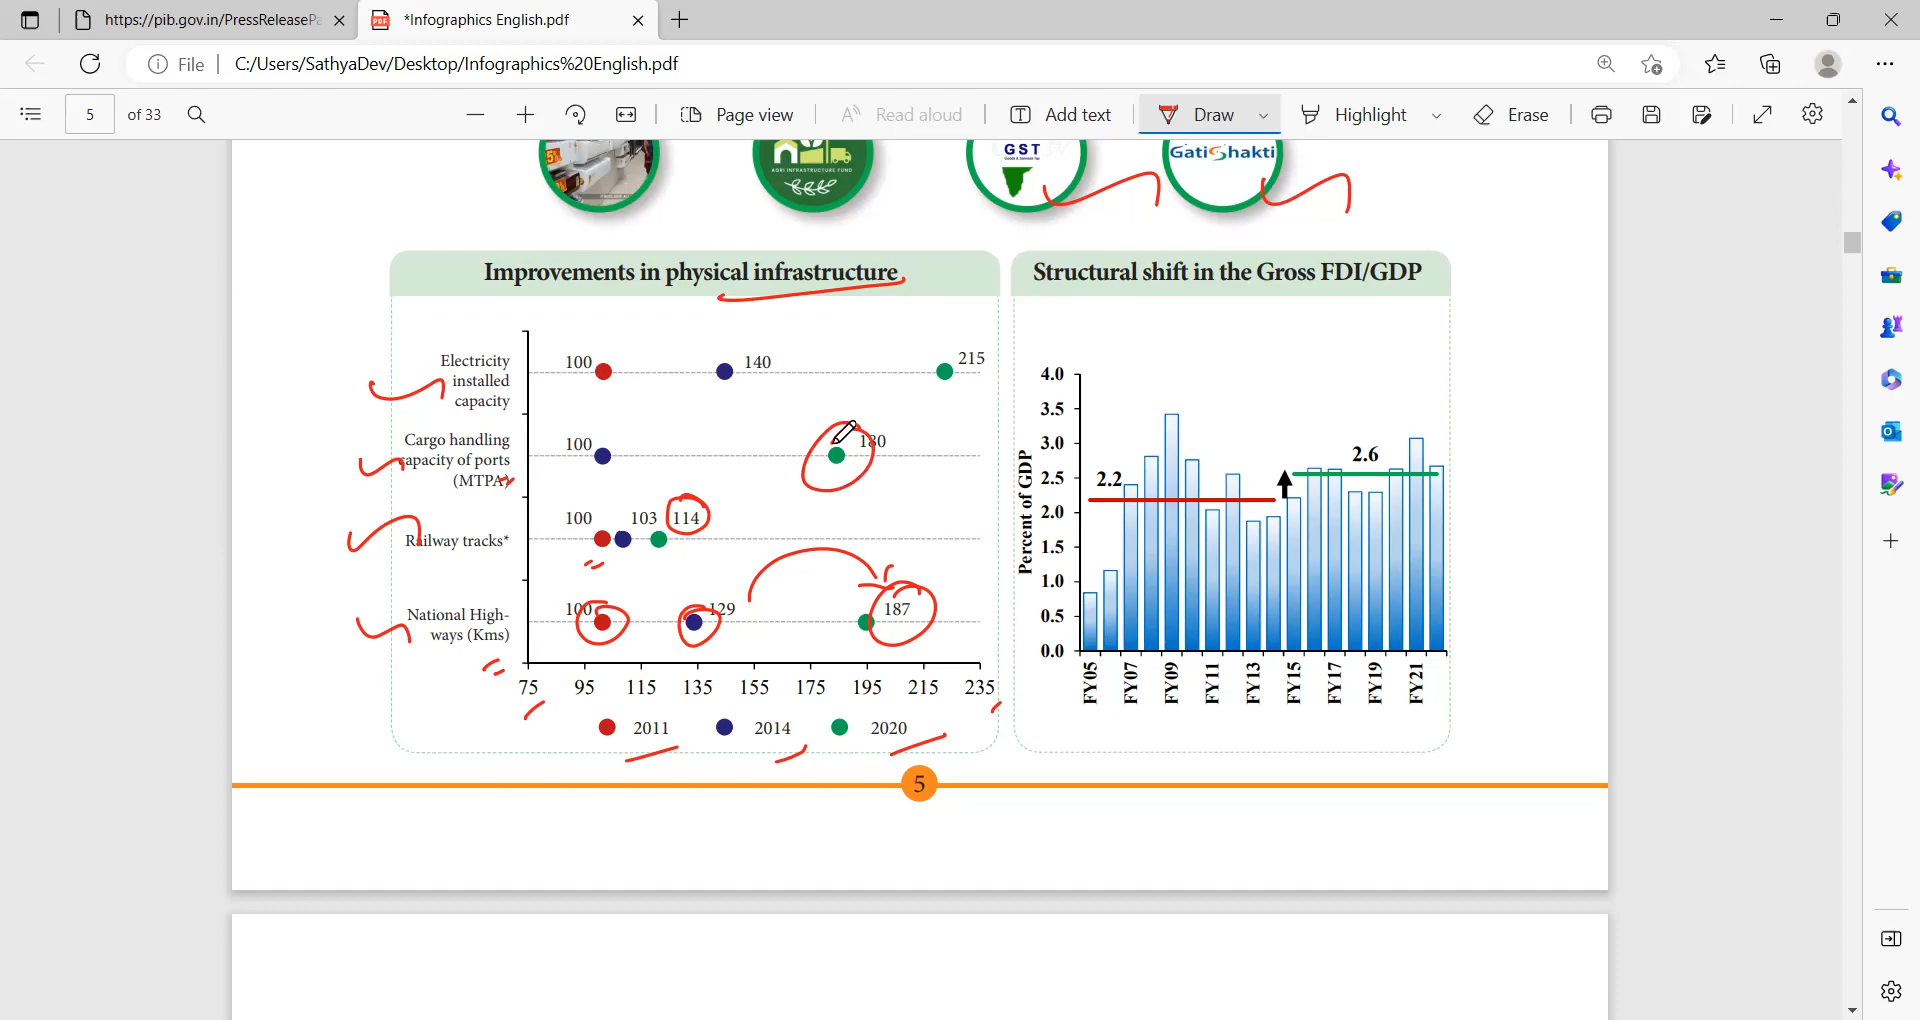 https://pib.gov.in/PressReleasePa
*Infographics English.pdf
File
C:/Users/SathyaDev/Desktop/Infographics%20English.pdf
5 of 33
Page view
Read aloud
Add text
Draw
Highlight
Erase
5%
AGRI INFRASTRUCTURE FUND
GST
GatiShakti
Improvements in physical infrastructure
Electricity
installed
capacity
100 140 215
Cargo handling
capacity of ports
(MTPA)
100 180
Railway tracks*
100 103 114
National High-
ways (Kms)
100 129 187
75 95 115 135 155 175 195 215 235
2011 2014 2020
Structural shift in the Gross FDI/GDP
Percent of GDP
4.0
3.5
3.0
2.5
2.0
1.5
1.0
0.5
0.0
2.2
2.6
FY05 FY07 FY09 FY11 FY13 FY15 FY17 FY19 FY21
5